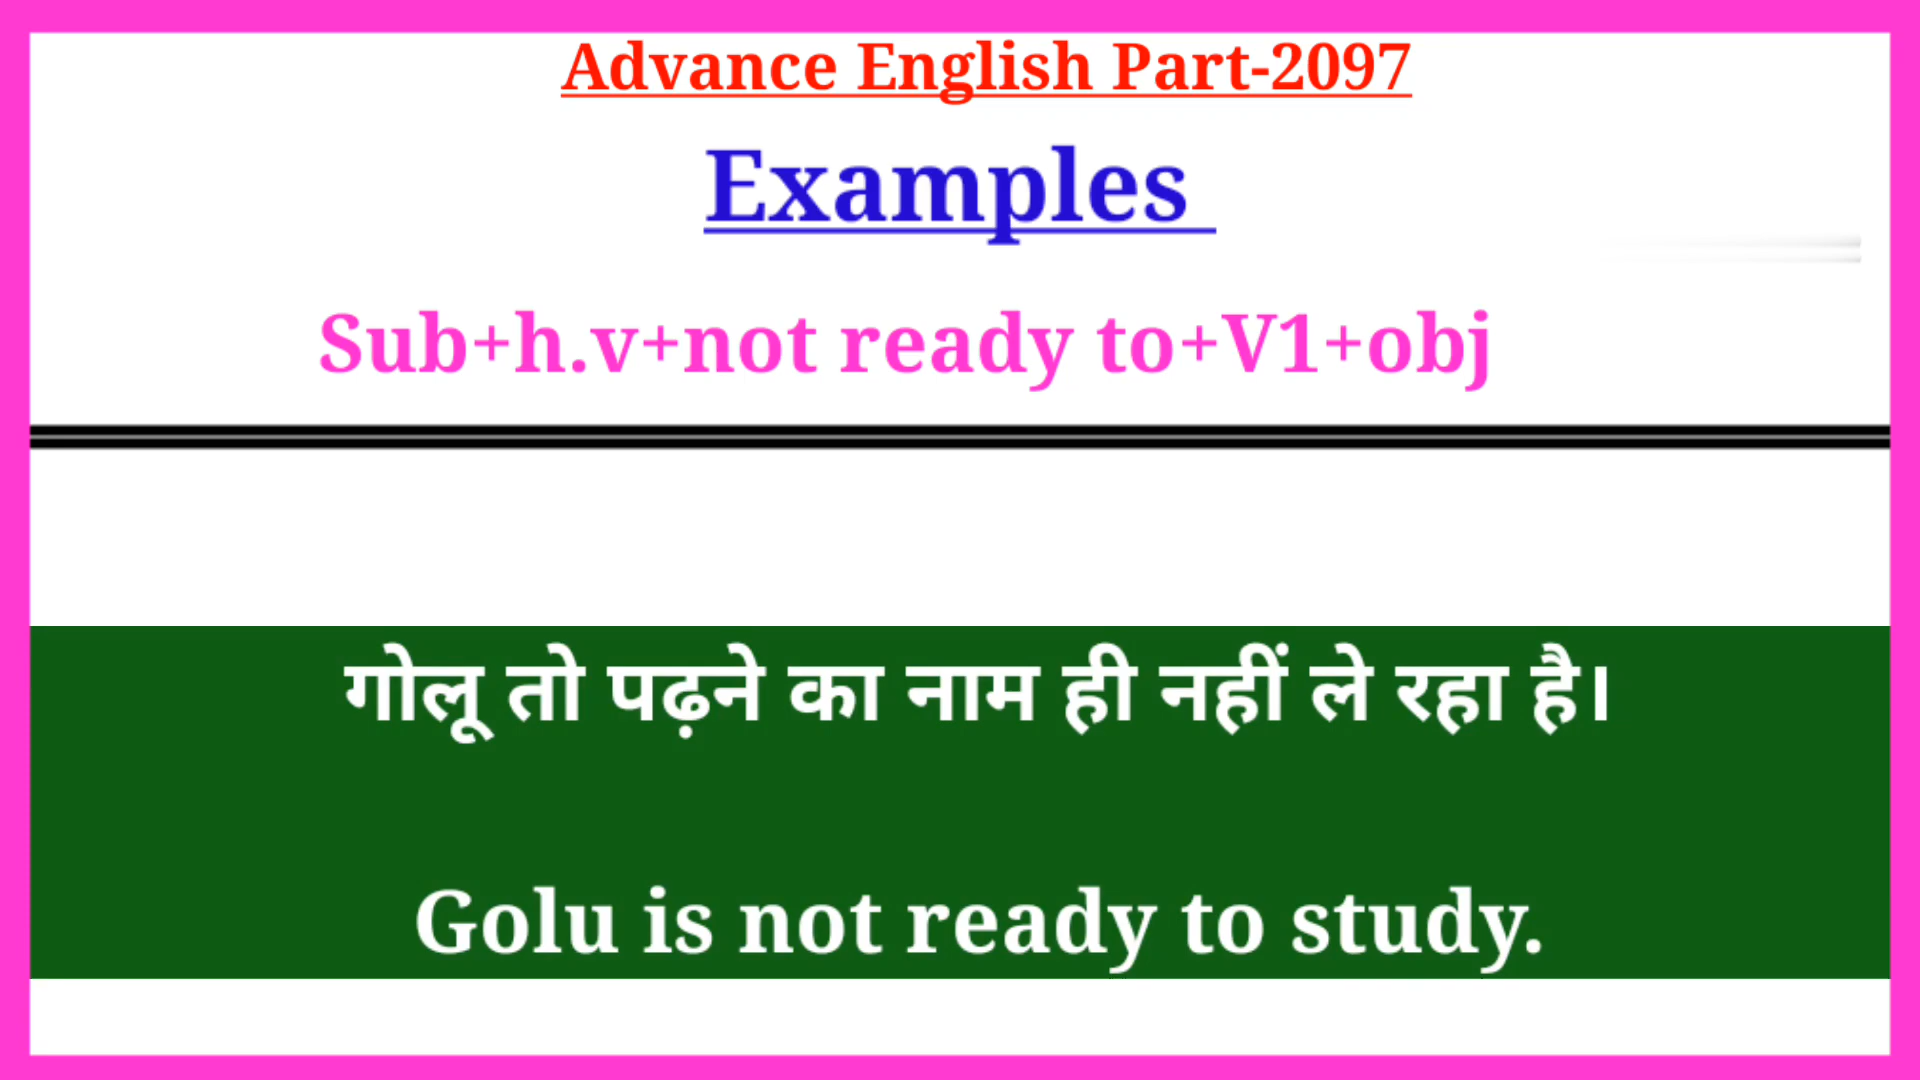 Advance English Part-2097
Examples
Sub+h.v+not ready to+V1+obj
गोलू तो पढ़ने का नाम ही नहीं ले रहा है।
Golu is not ready to study.